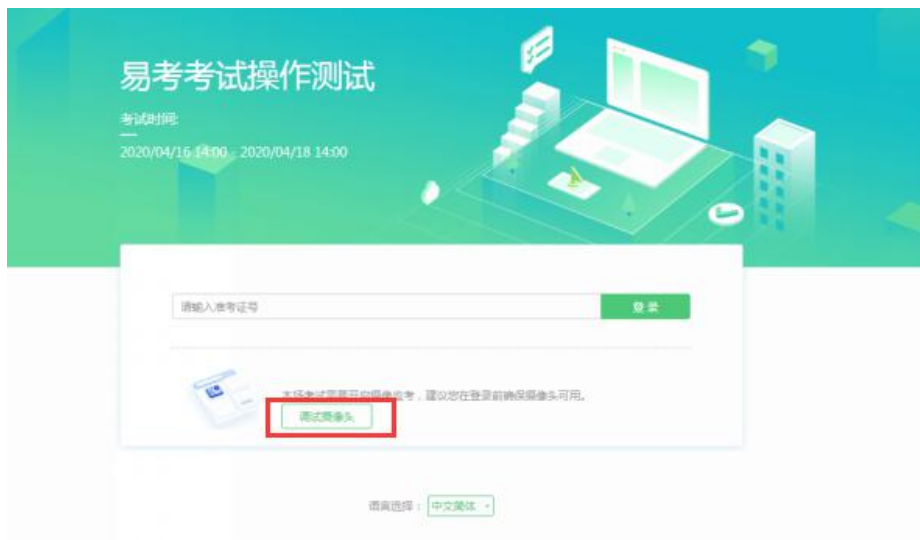 易考考试操作测试
考试时间:
2020/04/16 14:00 - 2020/04/18 14:00
请输入准考证号
登录
本场考试需要开启摄像监考，建议您在登录前确保摄像头可用。
调试摄像头
语言选择：
中文简体